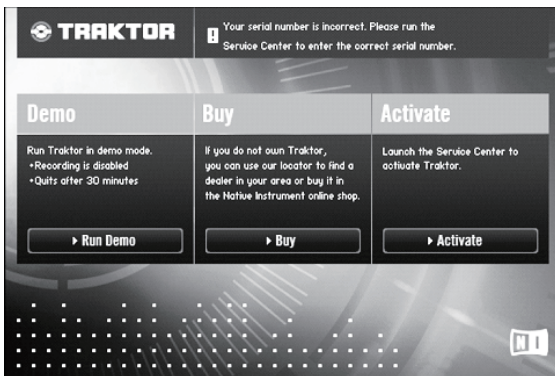 TRAKTOR
! Your serial number is incorrect. Please run the
Service Center to enter the correct serial number.
Demo
Run Traktor in demo mode.
•Recording is disabled
•Quits after 30 minutes
Run Demo
Buy
If you do not own Traktor,
you can use our locator to find a
dealer in your area or buy it in
the Native Instrument online shop.
Buy
Activate
Launch the Service Center to
activate Traktor.
Activate
N I